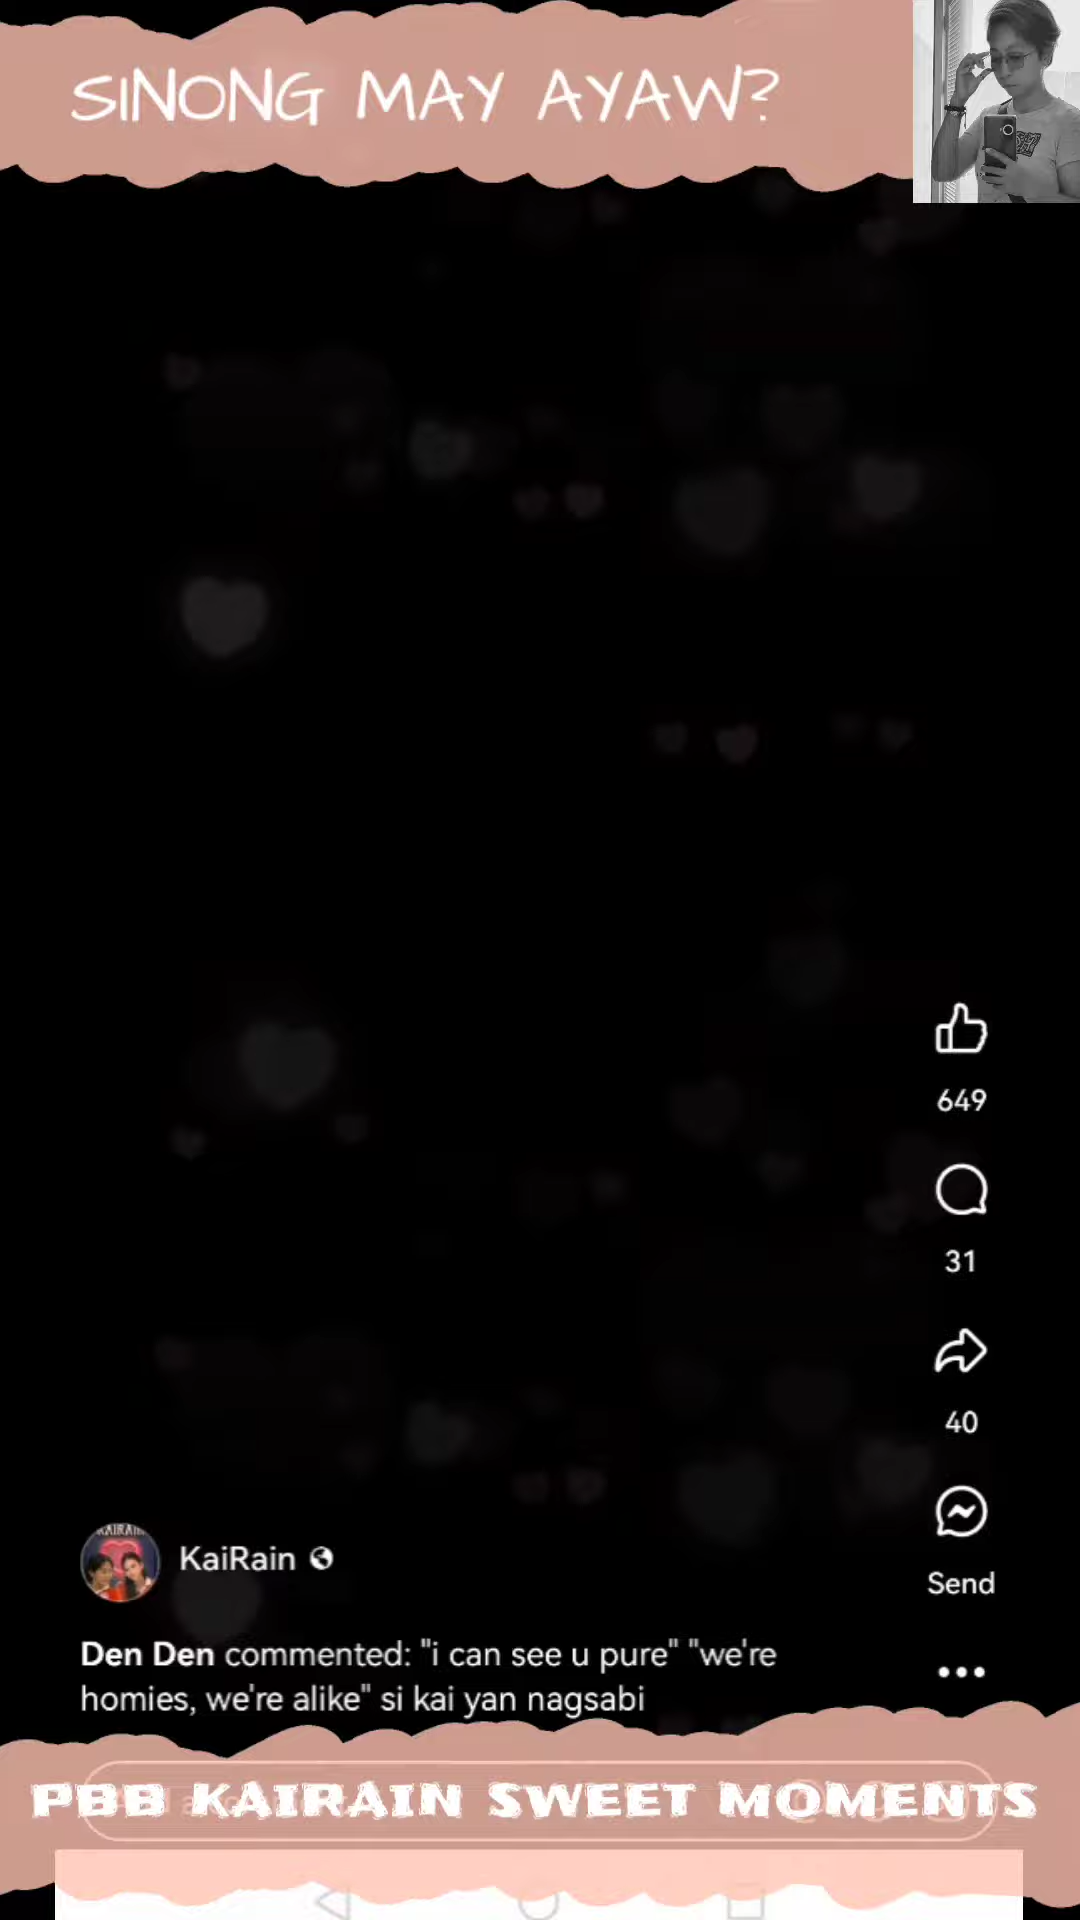 SINONG MAY AYAW?
649
31
40
Send
KaiRain
Den Den commented: "i can see u pure" "we're
homies, we're alike" si kai yan nagsabi
PBB KAIRAIN SWEET MOMENTS